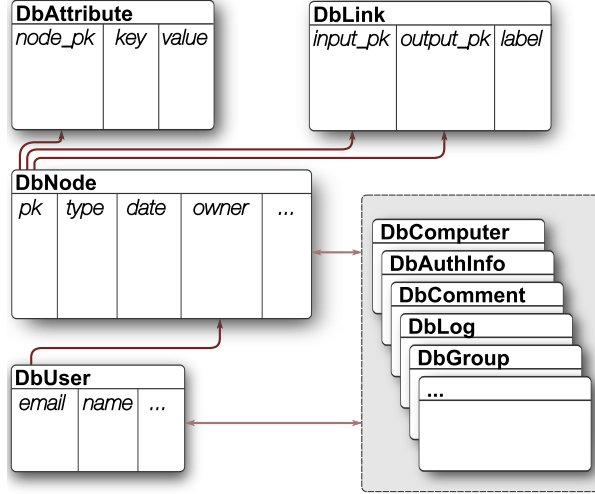 DbAttribute
node_pk key value
DbLink
input_pk output_pk label
DbNode
pk type date owner ...
DbComputer
DbAuthInfo
DbComment
DbLog
DbGroup
...
DbUser
email name ...